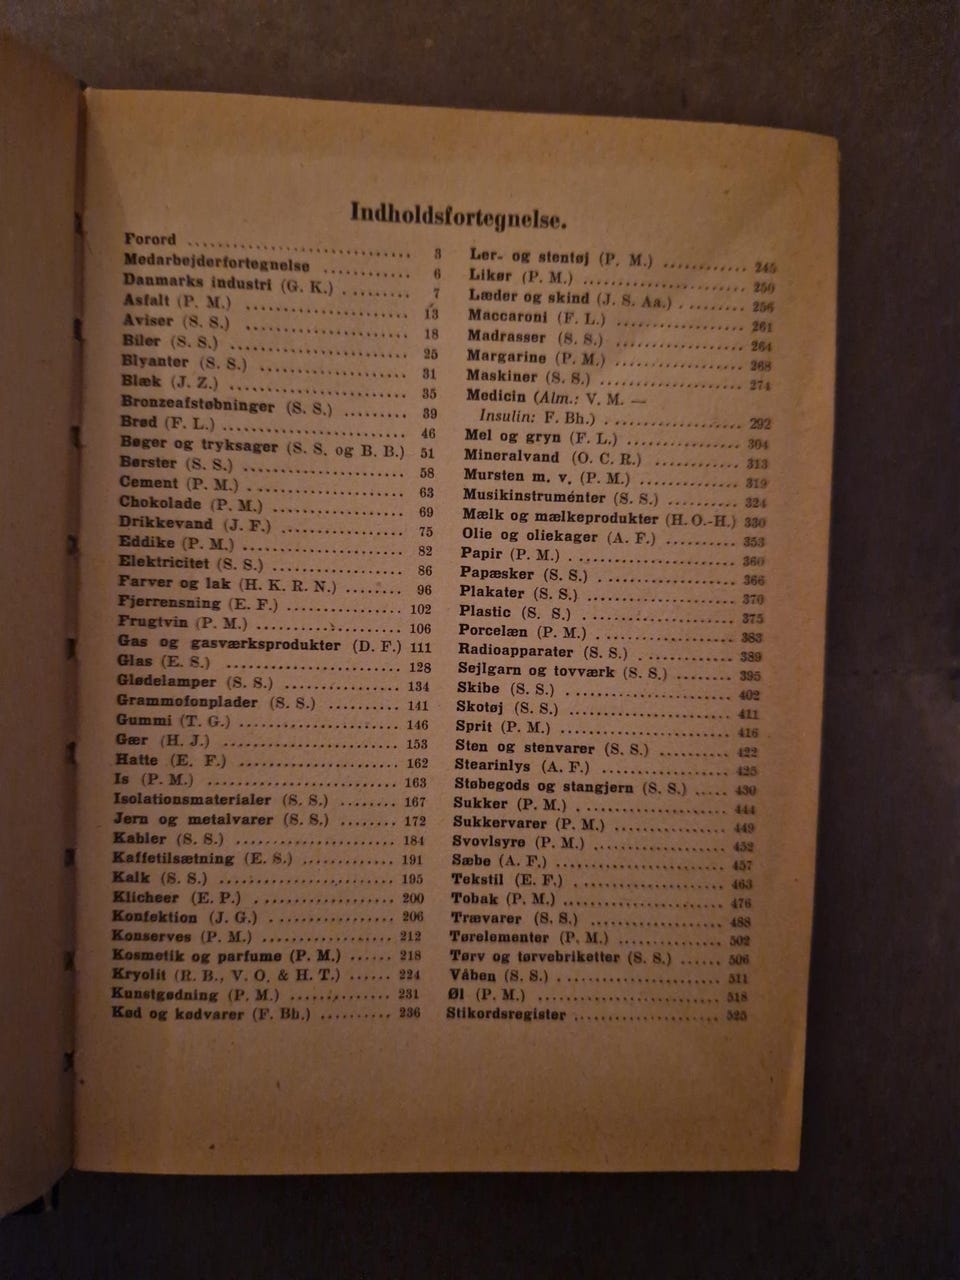 Indholdsfortegnelse.
Forord ........................ 3
Medarbejderfortegnelse ............ 6
Danmarks industri (G. K.) ............ 7
Asfalt (P. M.) ........................ 13
Aviser (S. S.) ........................ 18
Biler (S. S.) ........................ 25
Blyanter (S. S.) ........................ 31
Blæk (J. Z.) ........................ 35
Bronzeafstøbninger (S. S.) ......... 39
Brød (F. L.) ........................ 46
Bøger og tryksager (S. S. og B. B.) 51
Børster (S. S.) ........................ 58
Cement (P. M.) ........................ 63
Chokolade (P. M.) .................. 69
Drikkevand (J. F.) .................. 75
Eddike (P. M.) ........................ 82
Elektricitet (S. S.) .................. 86
Farver og lak (H. K. R. N.) ......... 96
Fjerrensning (E. F.) .................. 102
Frugtvin (P. M.) ........................ 106
Gas og gasværksprodukter (D. F.) 111
Glas (E. S.) ........................ 128
Glødelamper (S. S.) .................. 134
Grammofonplader (S. S.) ............ 141
Gummi (T. G.) ........................ 146
Gær (H. J.) ........................ 153
Hatte (E. F.) ........................ 162
Is (P. M.) ........................ 163
Isolationsmaterialer (S. S.) ......... 167
Jern og metalvarer (S. S.) ......... 172
Kabler (S. S.) ........................ 184
Kaffetilsætning (E. S.) ............... 191
Kalk (S. S.) ........................ 195
Klicheer (E. P.) ........................ 200
Konfektion (J. G.) .................. 206
Konserves (P. M.) .................. 212
Kosmetik og parfume (P. M.) ...... 218
Kryolit (R. B., V. O. & H. T.) ...... 224
Kunstgødning (P. M.) ............... 231
Kød og kødvarer (F. Bh.) .......... 236
Ler- og stentøj (P. M.) ............ 245
Likør (P. M.) ........................ 250
Læder og skind (J. S. Aa.) ......... 256
Maccaroni (F. L.) .................. 261
Madrasser (S. S.) .................. 264
Margarine (P. M.) .................. 268
Maskiner (S. S.) .................. 274
Medicin (Alm.: V. M. —
Insulin: F. Bh.) .................. 292
Mel og gryn (F. L.) ............... 304
Mineralvand (O. C. R.) ............ 313
Mursten m. v. (P. M.) ............ 319
Musikinstruménter (S. S.) ......... 324
Mælk og mælkeprodukter (H. O.-H.) 330
Olie og oliekager (A. F.) .......... 353
Papir (P. M.) ........................ 360
Papæsker (S. S.) .................. 366
Plakater (S. S.) .................. 370
Plastic (S. S.) ........................ 375
Porcelæn (P. M.) .................. 383
Radioapparater (S. S.) ............ 389
Sejlgarn og tovværk (S. S.) ........ 395
Skibe (S. S.) ........................ 402
Skotøj (S. S.) ........................ 411
Sprit (P. M.) ........................ 416
Sten og stenvarer (S. S.) .......... 422
Stearinlys (A. F.) .................. 425
Støbegods og stangjern (S. S.) ..... 430
Sukker (P. M.) ........................ 444
Sukkervarer (P. M.) ............... 449
Svovlsyre (P. M.) .................. 452
Sæbe (A. F.) ........................ 457
Tekstil (E. F.) ........................ 463
Tobak (P. M.) ........................ 476
Trævarer (S. S.) .................. 488
Tørelementer (P. M.) ............... 502
Tørv og tørvebriketter (S. S.) ...... 506
Våben (S. S.) ........................ 511
Øl (P. M.) ........................ 518
Stikordsregister .................. 525